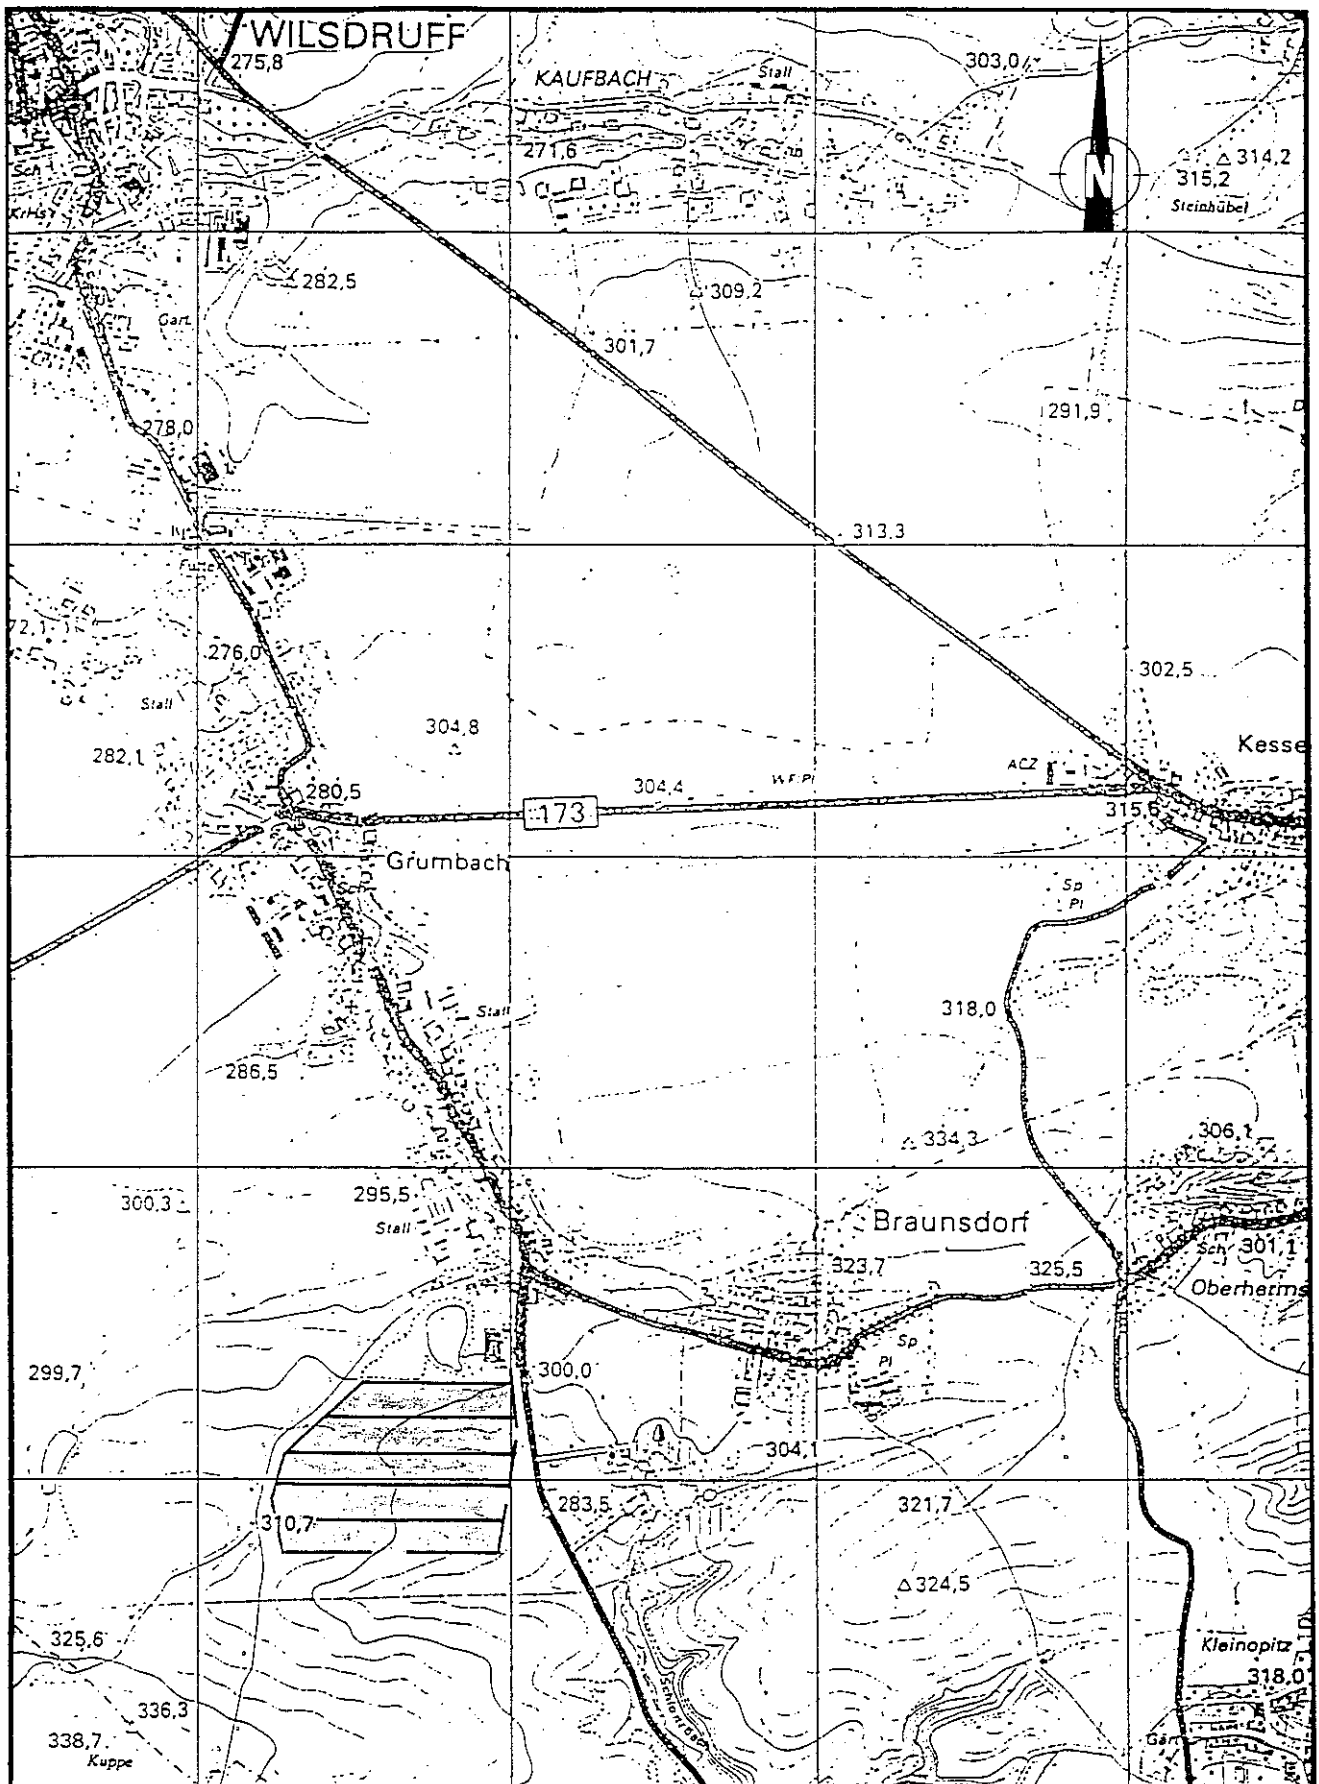 WILSDRUFF
275,8
KAUFBACH
Stall
303,0
271,6
N
314,2
315,2
Steinhübel
Sch
KrHs
282,5
309,2
Gart.
301,7
291,9
278,0
313,3
72,1
276,0
302,5
Stall
304,8
282,1
Kesse
ACZ
280,5
304,4
173
315,6
Grumbach
Sp
Pl
318,0
Stall
286,5
334,3
306,1
300,3
295,5
Stall
Braunsdorf
323,7
325,5
Sch
301,1
Oberherms
299,7
300,0
Sp
Pl
304,1
283,5
321,7
310,7
324,5
325,6
Kleinopitz
318,0
336,3
338,7
Kuppe
Gärt